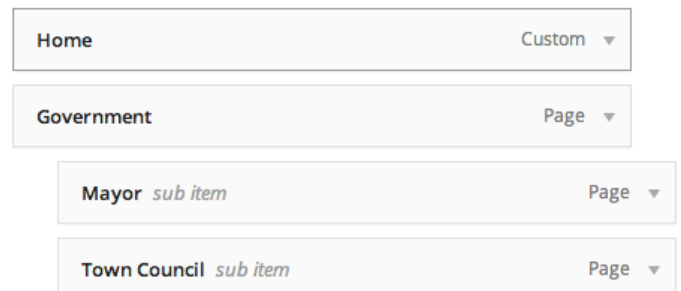 Home Custom
Government Page
Mayor sub item Page
Town Council sub item Page